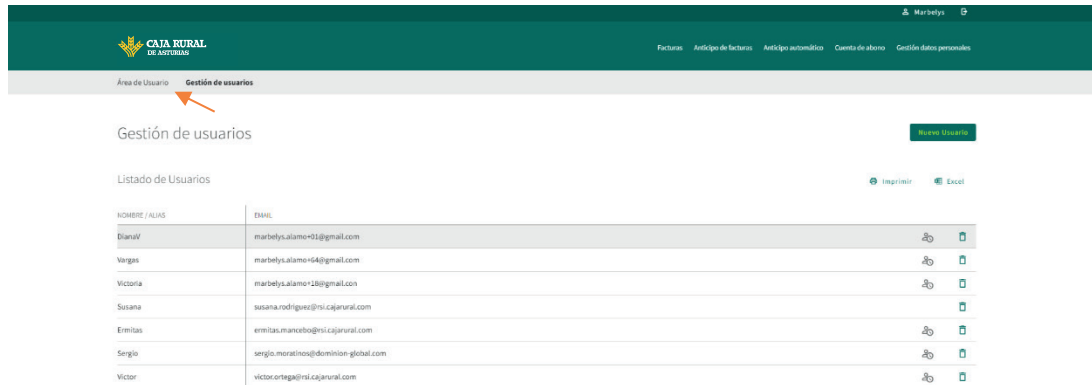 Marbelys
CAJA RURAL
DE ASTURIAS
Facturas Anticipo de facturas Anticipo automático Cuenta de abono Gestión datos personales
Área de Usuario Gestión de usuarios
Gestión de usuarios
Nuevo Usuario
Listado de Usuarios
Imprimir Excel
NOMBRE / ALIAS EMAIL
DianaV marbelys.alamo+01@gmail.com
Vargas marbelys.alamo+64@gmail.com
Victoria marbelys.alamo+18@gmail.con
Susana susana.rodriguez@rsi.cajarural.com
Ermitas ermitas.mancebo@rsi.cajarural.com
Sergio sergio.moratinos@dominion-global.com
Victor victor.ortega@rsi.cajarural.com